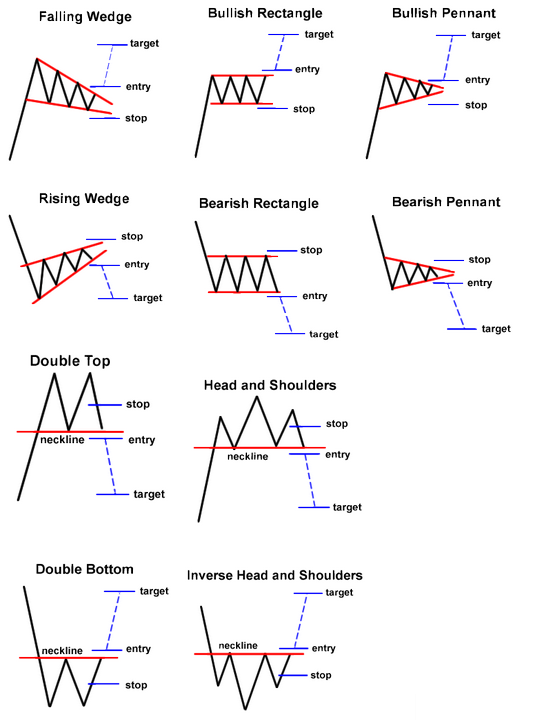 Falling Wedge
target
entry
stop
Bullish Rectangle
target
entry
stop
Bullish Pennant
target
entry
stop
Rising Wedge
stop
entry
target
Bearish Rectangle
stop
entry
target
Bearish Pennant
stop
entry
target
Double Top
stop
neckline
entry
target
Head and Shoulders
stop
neckline
entry
target
Double Bottom
target
neckline
entry
stop
Inverse Head and Shoulders
target
neckline
entry
stop